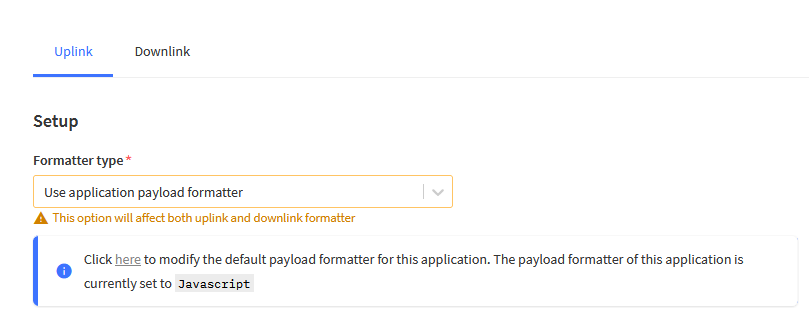 Uplink Downlink
Setup
Formatter type *
Use application payload formatter
This option will affect both uplink and downlink formatter
Click here to modify the default payload formatter for this application. The payload formatter of this application is
currently set to Javascript